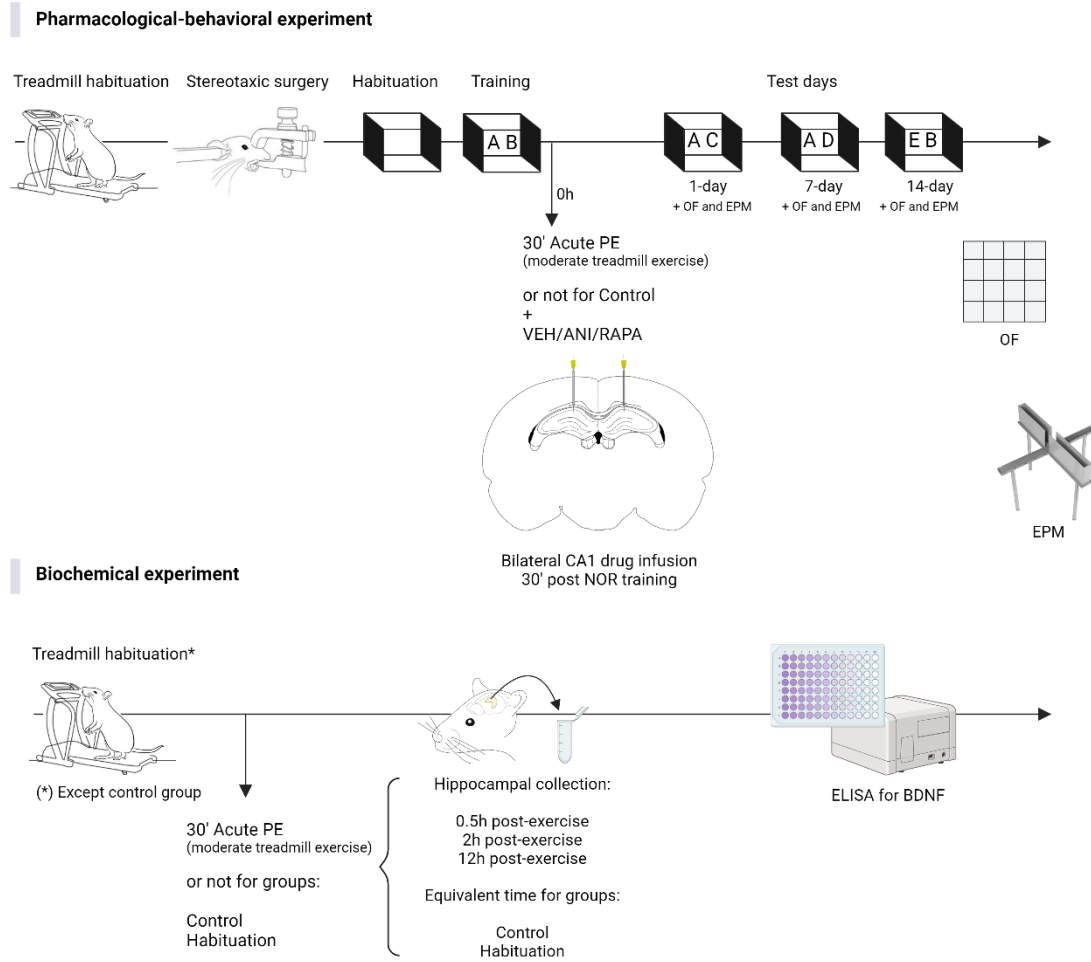 Pharmacological-behavioral experiment
Treadmill habituation
Stereotaxic surgery
Habituation
Training
Test days
A B
A C
A D
E B
0h
1-day
+ OF and EPM
7-day
+ OF and EPM
14-day
+ OF and EPM
30' Acute PE
(moderate treadmill exercise)
or not for Control
+
VEH/ANI/RAPA
OF
EPM
Bilateral CA1 drug infusion
30' post NOR training
Biochemical experiment
Treadmill habituation*
(*) Except control group
30' Acute PE
(moderate treadmill exercise)
or not for groups:
Control
Habituation
Hippocampal collection:
0.5h post-exercise
2h post-exercise
12h post-exercise
Equivalent time for groups:
Control
Habituation
ELISA for BDNF